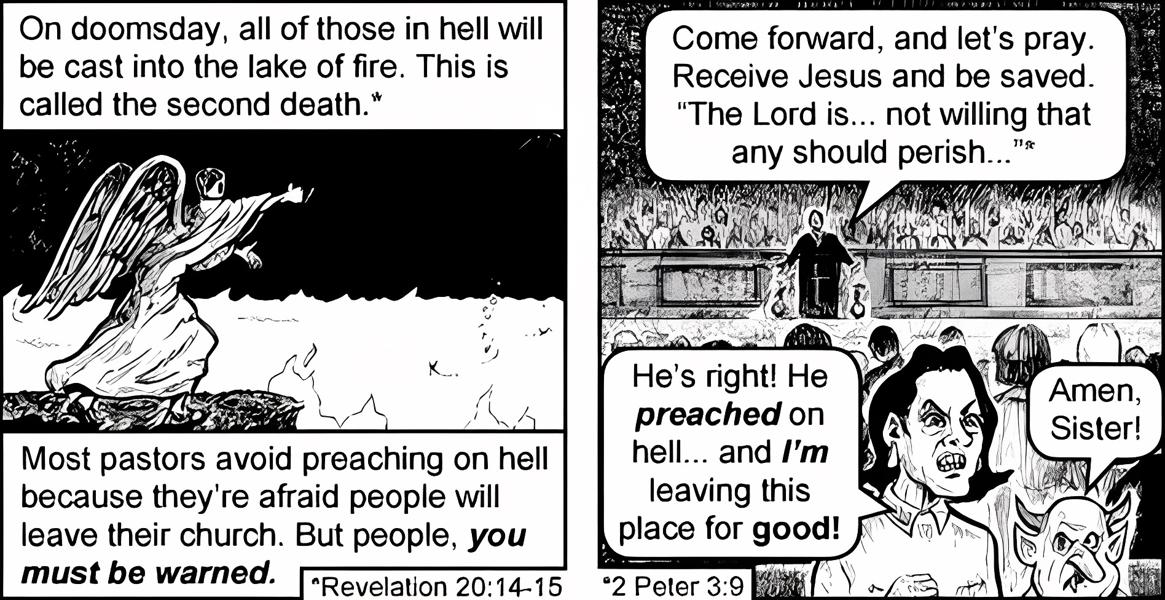 On doomsday, all of those in hell will
be cast into the lake of fire. This is
called the second death.*
Most pastors avoid preaching on hell
because they're afraid people will
leave their church. But people, you
must be warned.
*Revelation 20:14-15
Come forward, and let's pray.
Receive Jesus and be saved.
"The Lord is... not willing that
any should perish..."*
He's right! He
preached on
hell... and I'm
leaving this
place for good!
Amen,
Sister!
*2 Peter 3:9